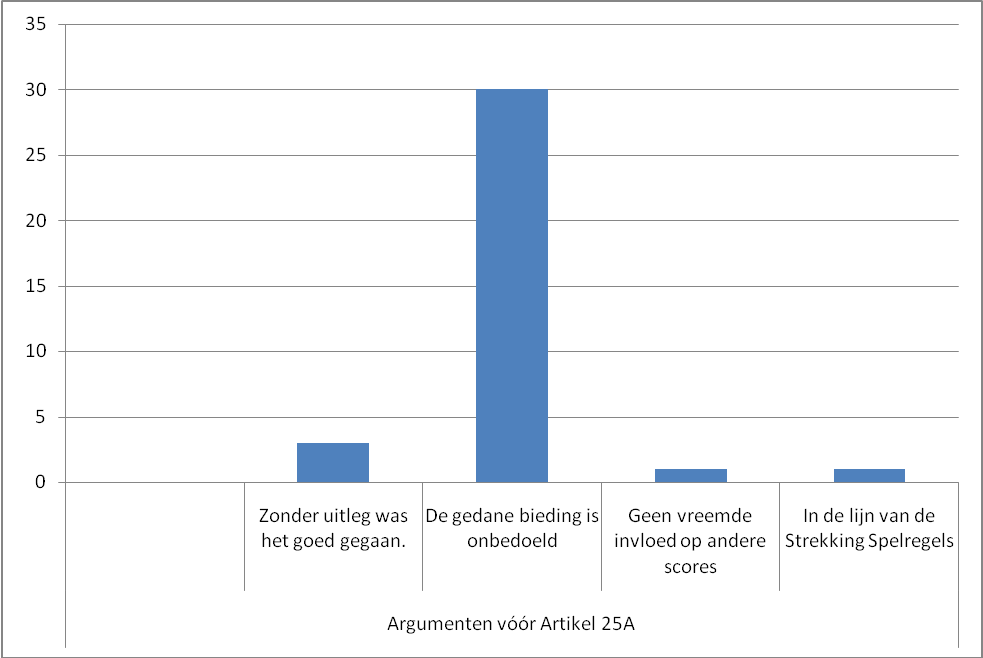 35
30
25
20
15
10
5
0
Zonder uitleg was
het goed gegaan.
De gedane bieding is
onbedoeld
Geen vreemde
invloed op andere
scores
In de lijn van de
Strekking Spelregels
Argumenten vóór Artikel 25A